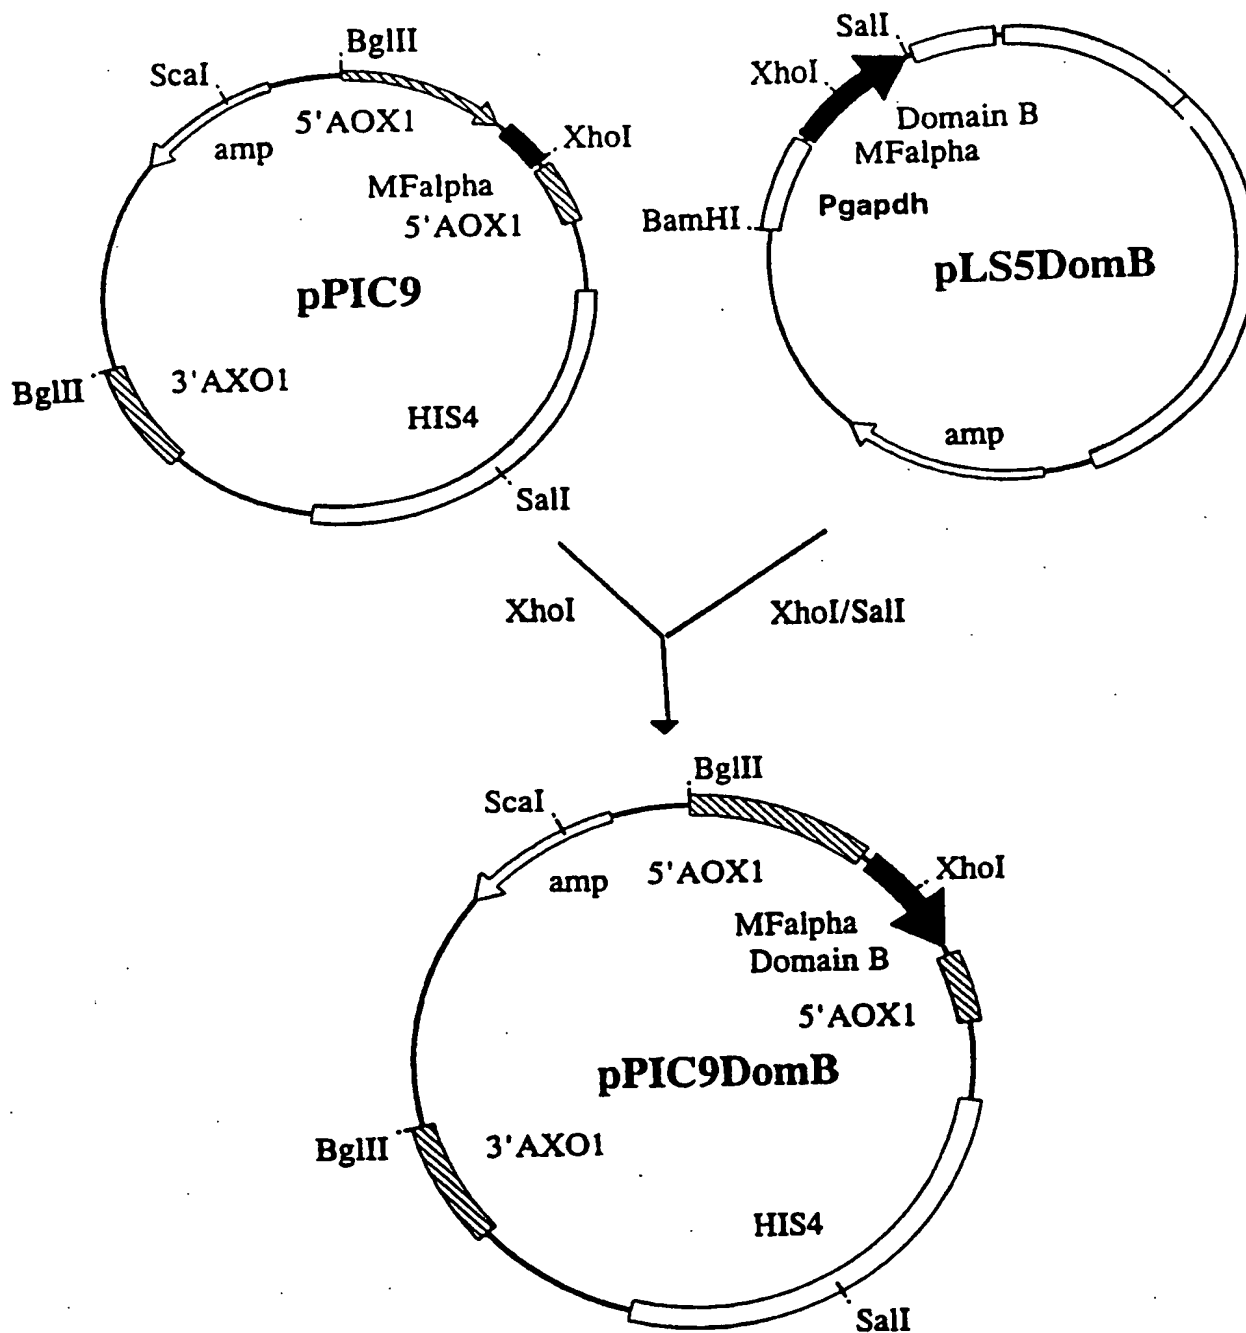 BglII
ScaI
5'AOX1
amp
XhoI
MFalpha
5'AOX1
pPIC9
BglII
3'AXO1
HIS4
SalI
SalI
XhoI
Domain B
MFalpha
BamHI
Pgapdh
pLS5DomB
amp
XhoI
XhoI/SalI
BglII
ScaI
5'AOX1
amp
XhoI
MFalpha
Domain B
5'AOX1
pPIC9DomB
BglII
3'AXO1
HIS4
SalI